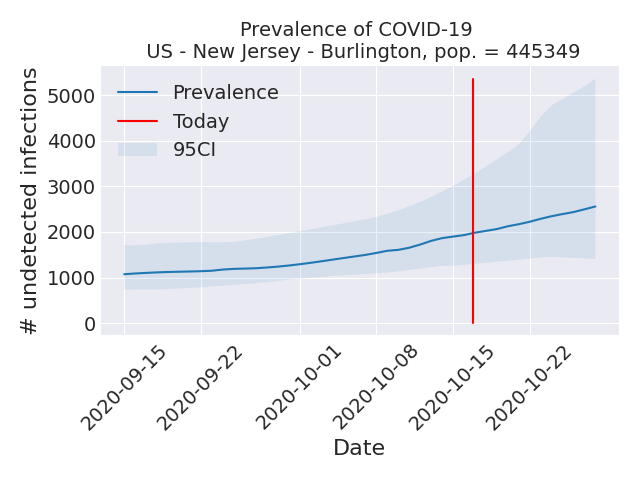 Prevalence of COVID-19
US - New Jersey - Burlington, pop. = 445349
# undetected infections
5000
4000
3000
2000
1000
0
Prevalence
Today
95CI
2020-09-15
2020-09-22
2020-10-01
2020-10-08
2020-10-15
2020-10-22
Date